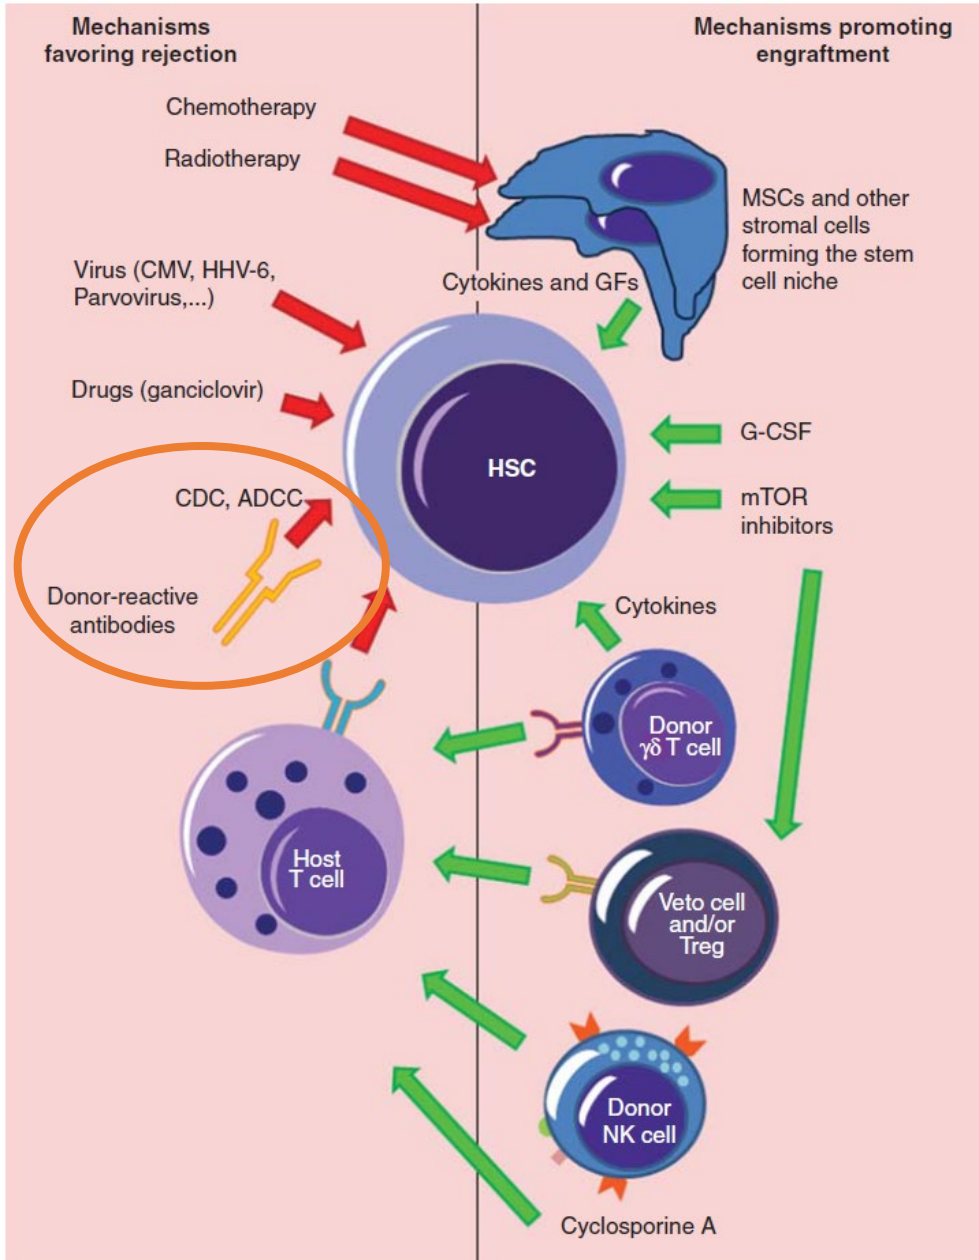 Mechanisms
favoring rejection
Mechanisms promoting
engraftment
Chemotherapy
Radiotherapy
MSCs and other
stromal cells
forming the stem
cell niche
Virus (CMV, HHV-6,
Parvovirus,...)
Cytokines and GFs
Drugs (ganciclovir)
G-CSF
HSC
CDC, ADCC
mTOR
inhibitors
Donor-reactive
antibodies
Cytokines
Donor
γδ T cell
Host
T cell
Veto cell
and/or
Treg
Donor
NK cell
Cyclosporine A